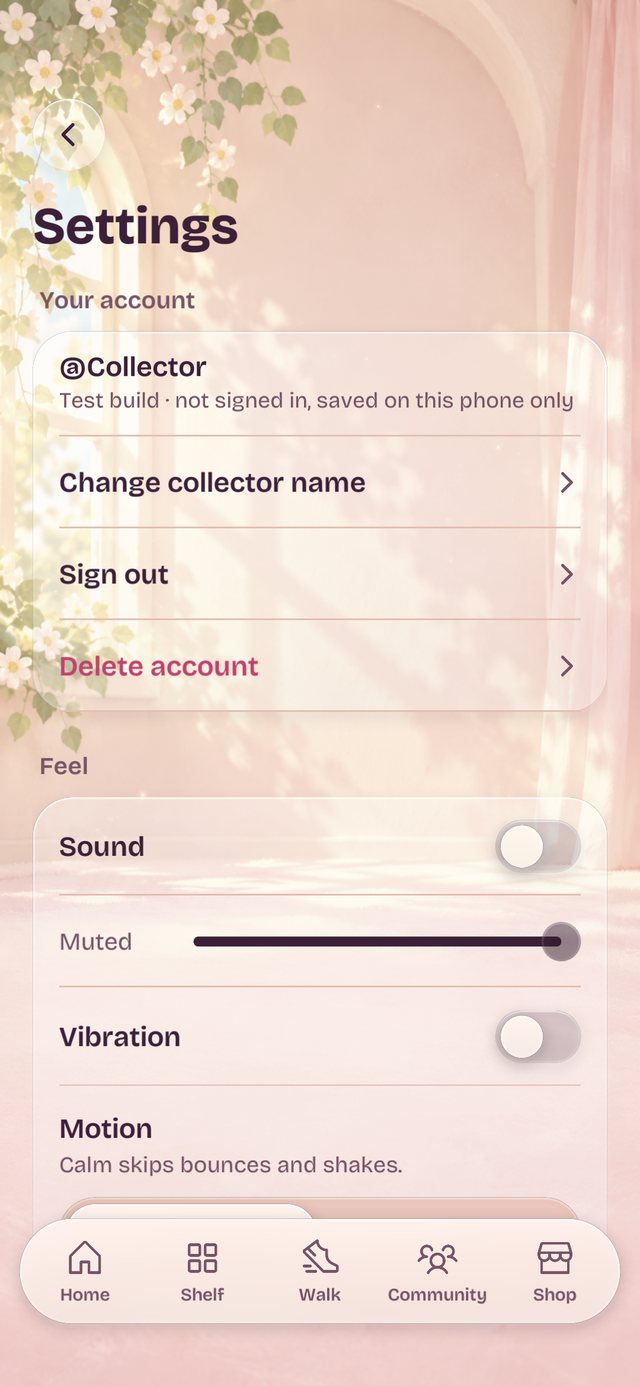 Settings
Your account
@Collector
Test build · not signed in, saved on this phone only
Change collector name
Sign out
Delete account
Feel
Sound
Muted
Vibration
Motion
Calm skips bounces and shakes.
Home
Shelf
Walk
Community
Shop